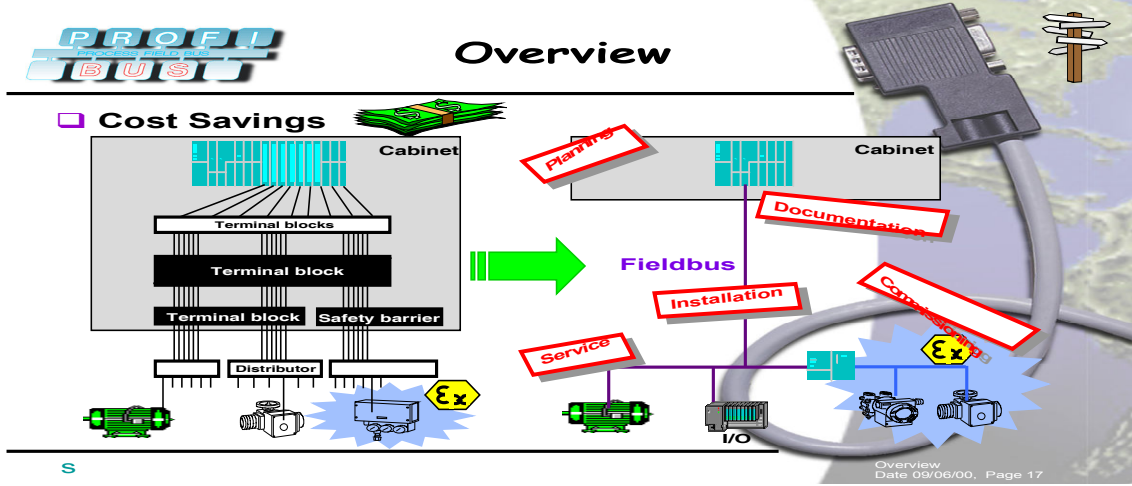 PROFI
PROCESS FIELD BUS
BUS
Overview
Cost Savings
Cabinet
Terminal blocks
Terminal block
Terminal block
Safety barrier
Distributor
Ex
Planning
Cabinet
Documentation
Fieldbus
Installation
Commissioning
Service
Ex
I/O
S
Overview
Date 09/06/00, Page 17